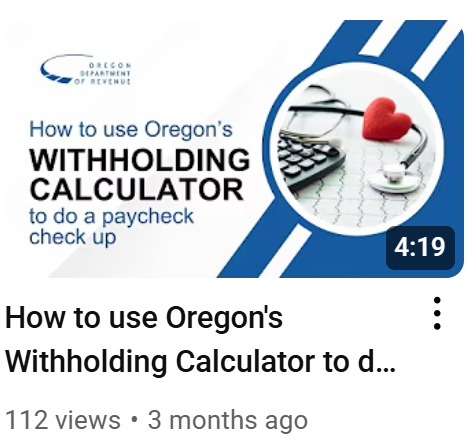 OREGON
DEPARTMENT
OF REVENUE
How to use Oregon's
WITHHOLDING
CALCULATOR
to do a paycheck
check up
4:19
How to use Oregon's
Withholding Calculator to d...
112 views • 3 months ago